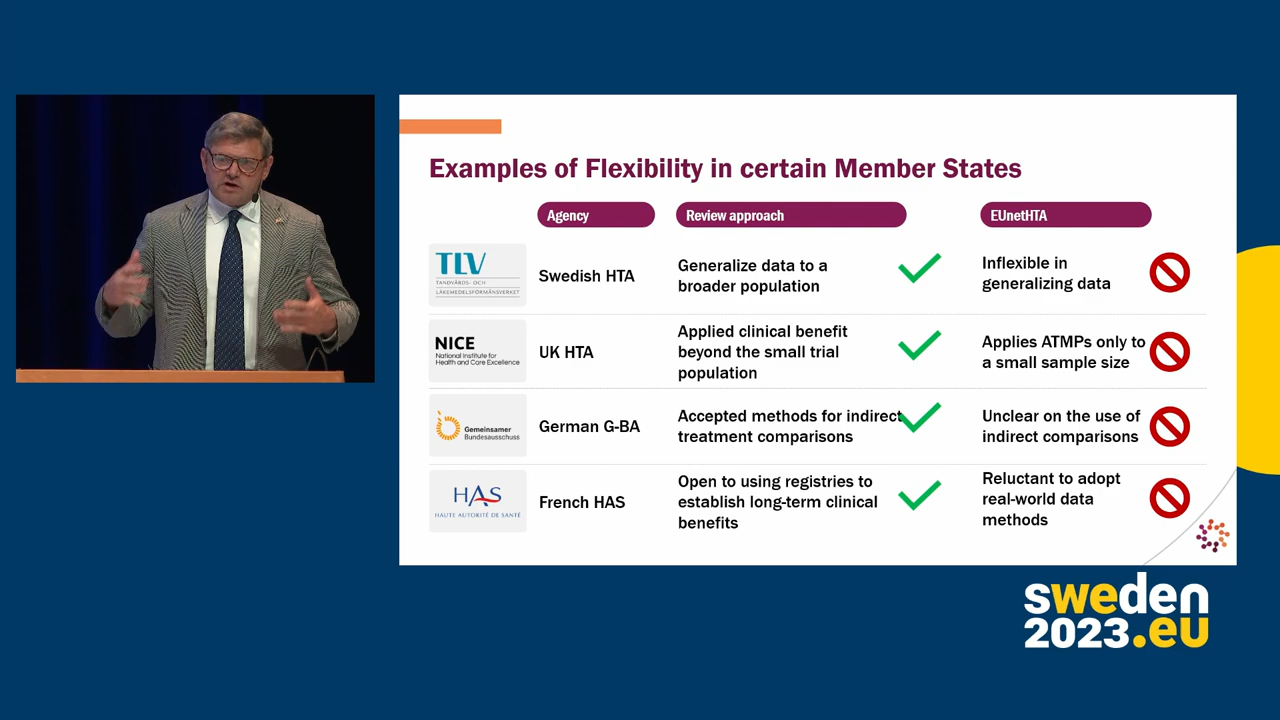 Examples of Flexibility in certain Member States
Agency
Review approach
EUnetHTA
TLV
TANDVÅRDS- OCH
LÄKEMEDELSFÖRMÅNSVERKET
Swedish HTA
Generalize data to a
broader population
Inflexible in
generalizing data
NICE
National Institute for
Health and Care Excellence
UK HTA
Applied clinical benefit
beyond the small trial
population
Applies ATMPs only to
a small sample size
Gemeinsamer
Bundesausschuss
German G-BA
Accepted methods for indirect
treatment comparisons
Unclear on the use of
indirect comparisons
HAS
HAUTE AUTORITÉ DE SANTÉ
French HAS
Open to using registries to
establish long-term clinical
benefits
Reluctant to adopt
real-world data
methods
sweden
2023.eu